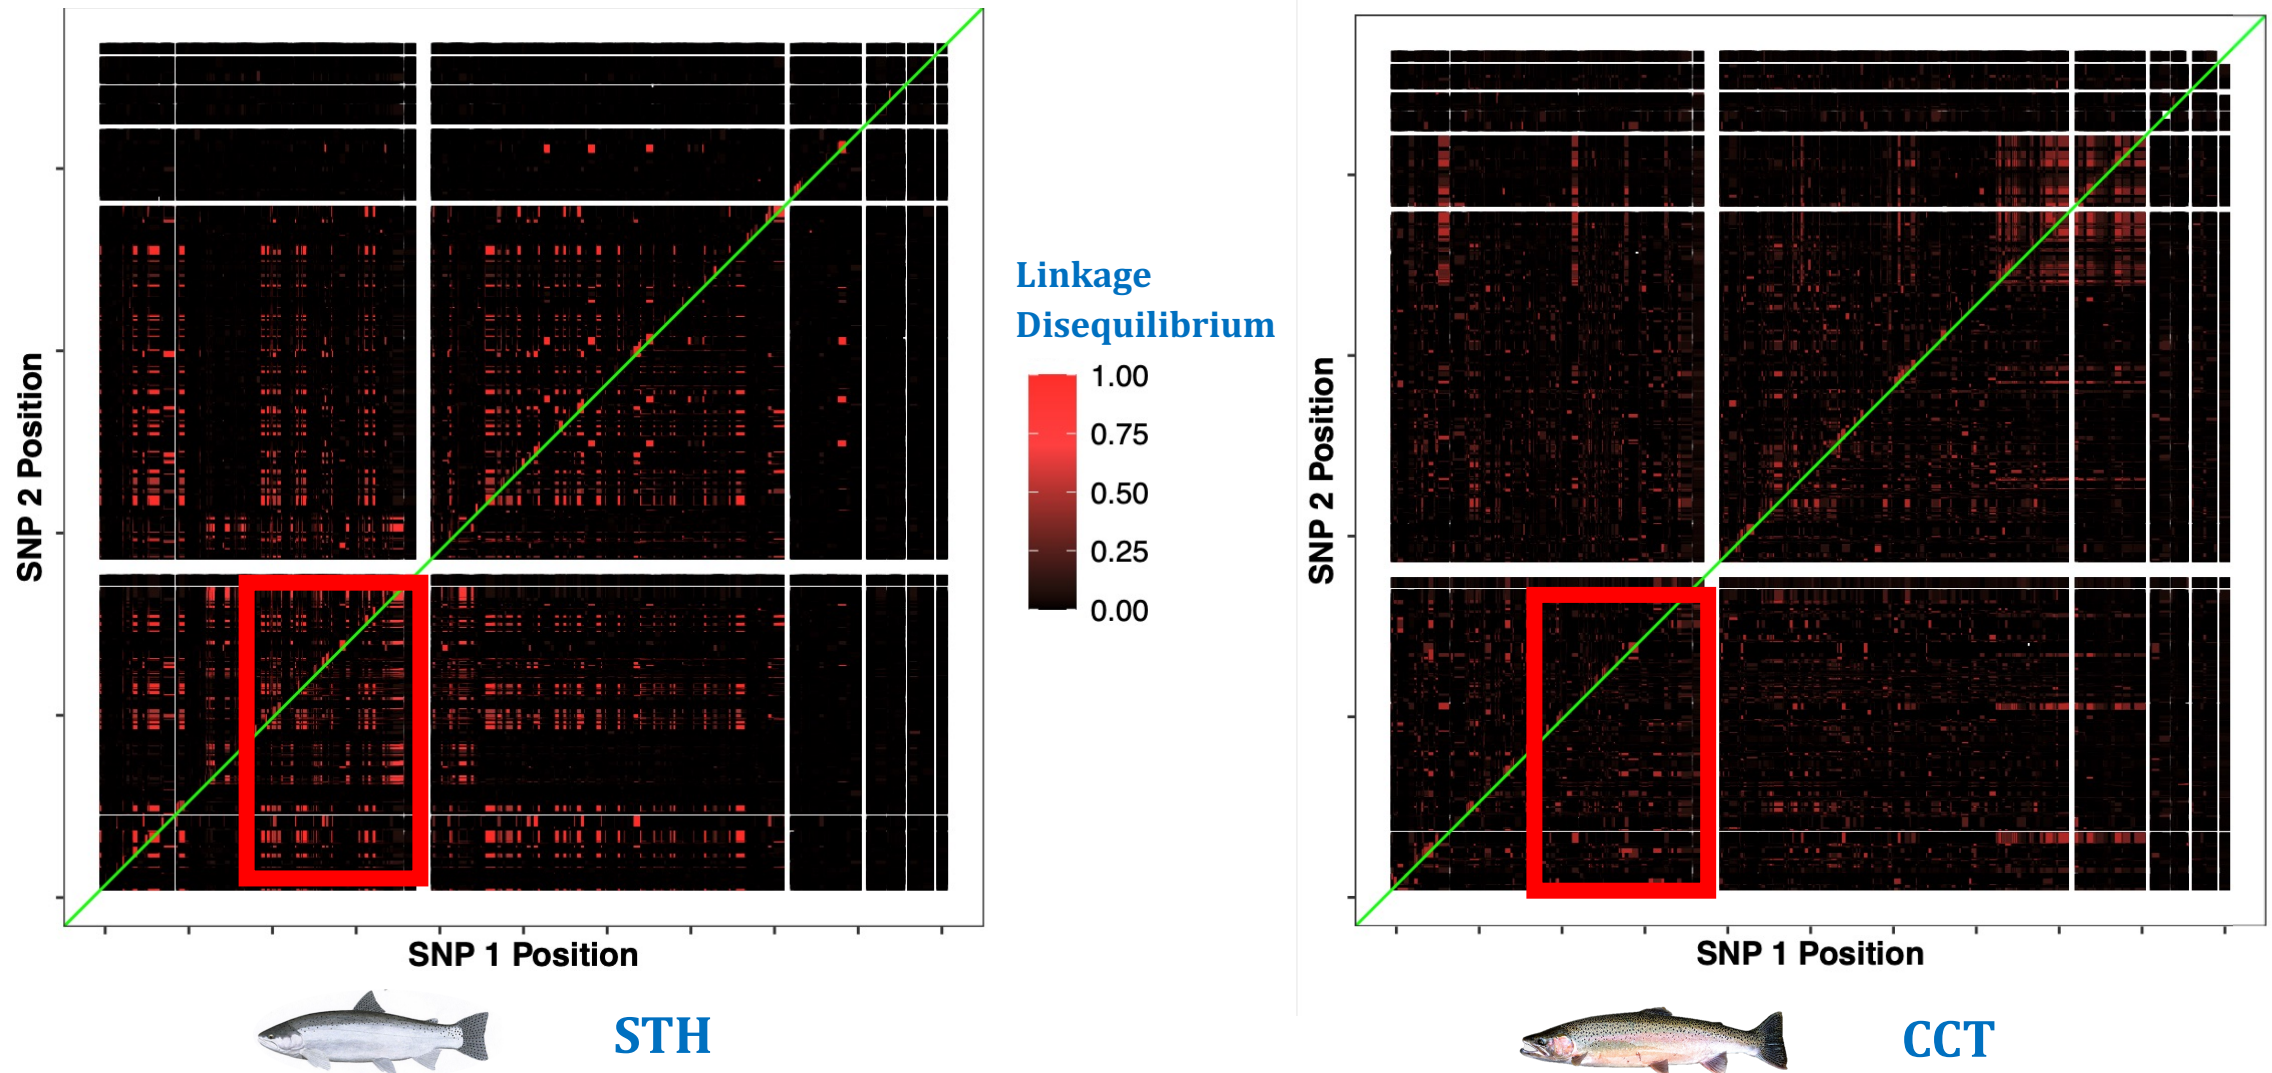 SNP 2 Position
SNP 1 Position
STH
Linkage
Disequilibrium
1.00
0.75
0.50
0.25
0.00
SNP 2 Position
SNP 1 Position
CCT